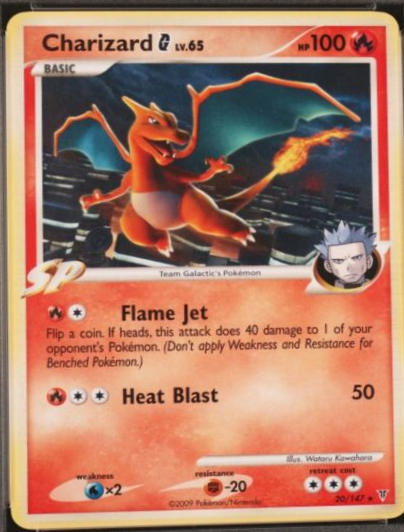 Charizard G LV.65 HP100
BASIC
SP
Team Galactic's Pokémon
Flame Jet
Flip a coin. If heads, this attack does 40 damage to 1 of your
opponent's Pokémon. (Don't apply Weakness and Resistance for
Benched Pokémon.)
Heat Blast 50
Illus. Wataru Kawahara
weakness resistance retreat cost
×2 -20
©2009 Pokémon/Nintendo 20/147 ★